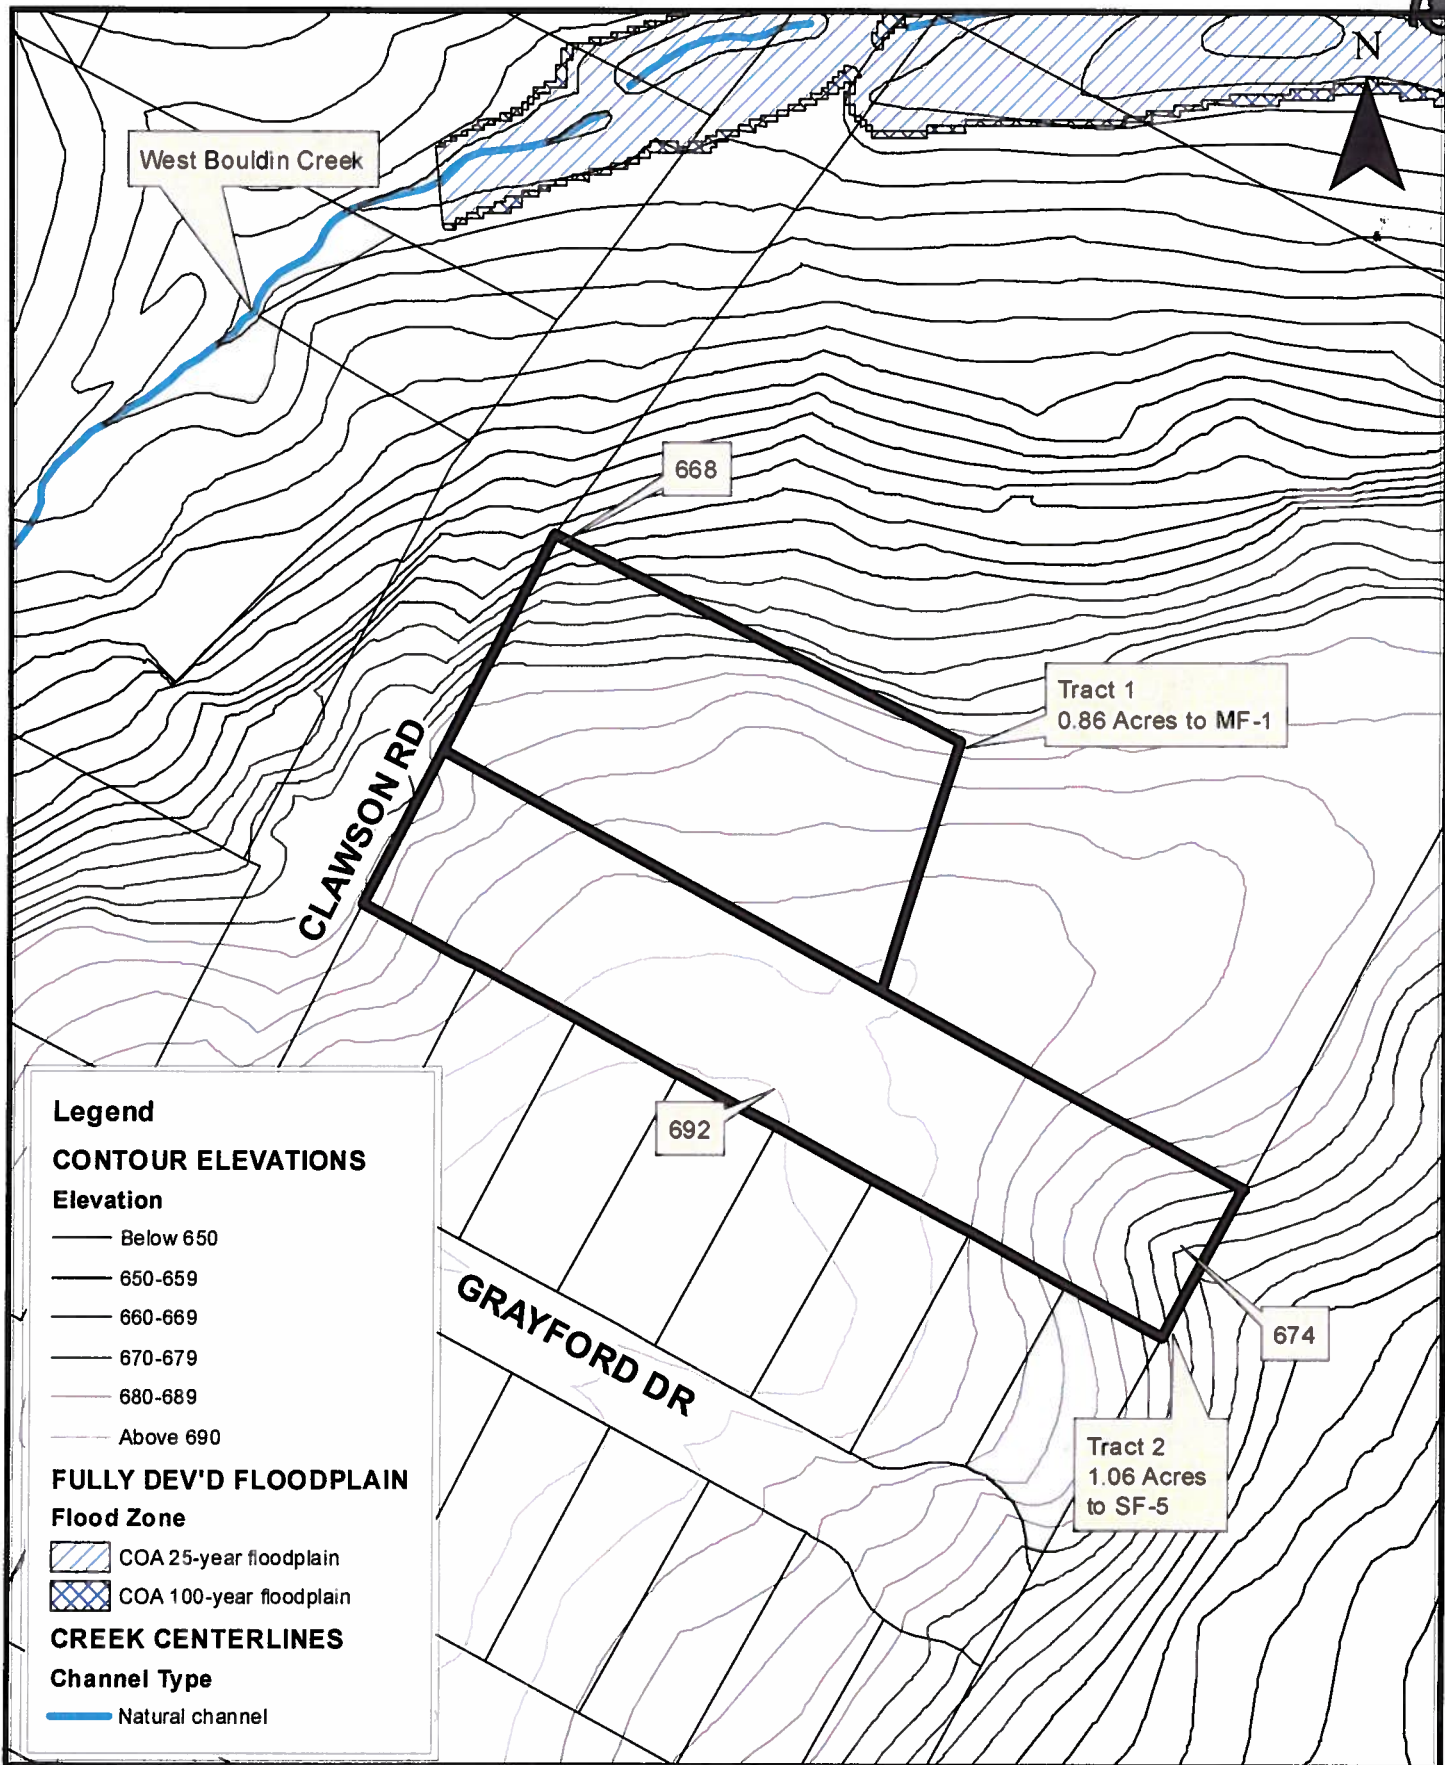 N
West Bouldin Creek
668
Tract 1
0.86 Acres to MF-1
CLAWSON RD
692
GRAYFORD DR
674
Tract 2
1.06 Acres
to SF-5
Legend
CONTOUR ELEVATIONS
Elevation
Below 650
650-659
660-669
670-679
680-689
Above 690
FULLY DEV'D FLOODPLAIN
Flood Zone
COA 25-year floodplain
COA 100-year floodplain
CREEK CENTERLINES
Channel Type
Natural channel